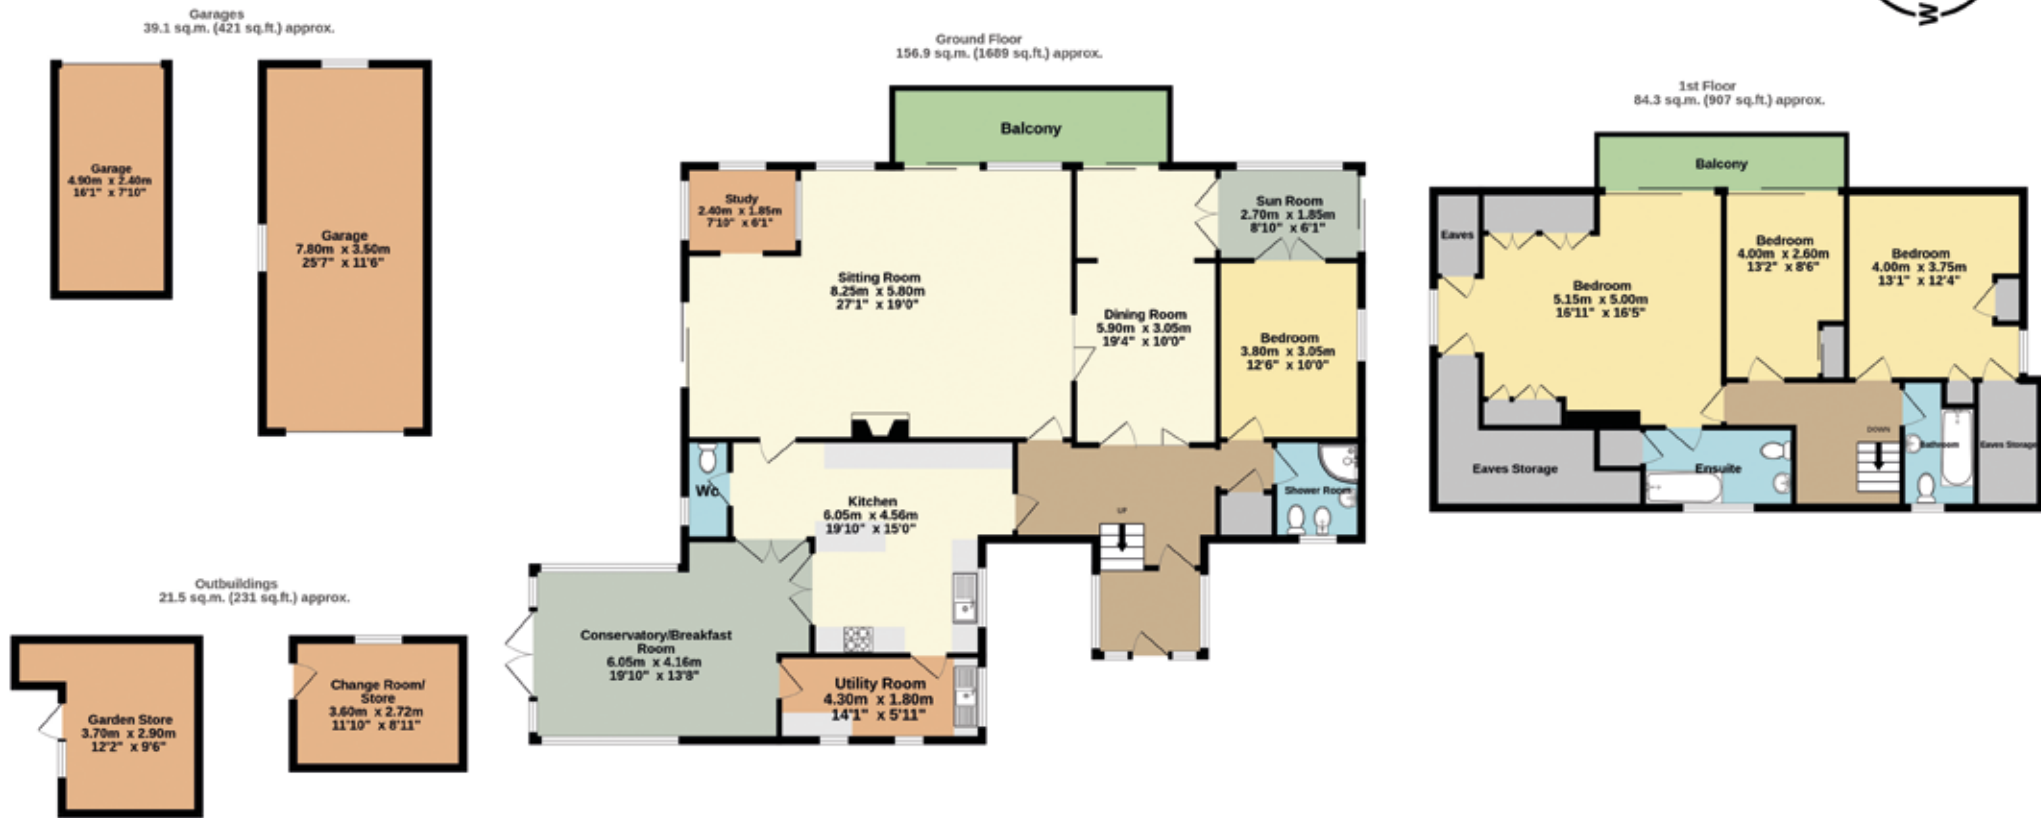 Garages
39.1 sq.m. (421 sq.ft.) approx.
Garage
4.90m x 2.40m
16'1" x 7'10"
Garage
7.80m x 3.50m
25'7" x 11'6"
Outbuildings
21.5 sq.m. (231 sq.ft.) approx.
Garden Store
3.70m x 2.90m
12'2" x 9'6"
Change Room/
Store
3.60m x 2.72m
11'10" x 8'11"
Ground Floor
156.9 sq.m. (1689 sq.ft.) approx.
Balcony
Study
2.40m x 1.85m
7'10" x 6'1"
Sitting Room
8.25m x 5.80m
27'1" x 19'0"
Dining Room
5.90m x 3.05m
19'4" x 10'0"
Sun Room
2.70m x 1.85m
8'10" x 6'1"
Bedroom
3.80m x 3.05m
12'6" x 10'0"
Wc
Kitchen
6.05m x 4.56m
19'10" x 15'0"
UP
Shower Room
Conservatory/Breakfast
Room
6.05m x 4.16m
19'10" x 13'8"
Utility Room
4.30m x 1.80m
14'1" x 5'11"
W
1st Floor
84.3 sq.m. (907 sq.ft.) approx.
Balcony
Eaves
Bedroom
5.15m x 5.00m
16'11" x 16'5"
Bedroom
4.00m x 2.60m
13'2" x 8'6"
Bedroom
4.00m x 3.75m
13'1" x 12'4"
Eaves Storage
Ensuite
DOWN
Bathroom
Eaves Storage